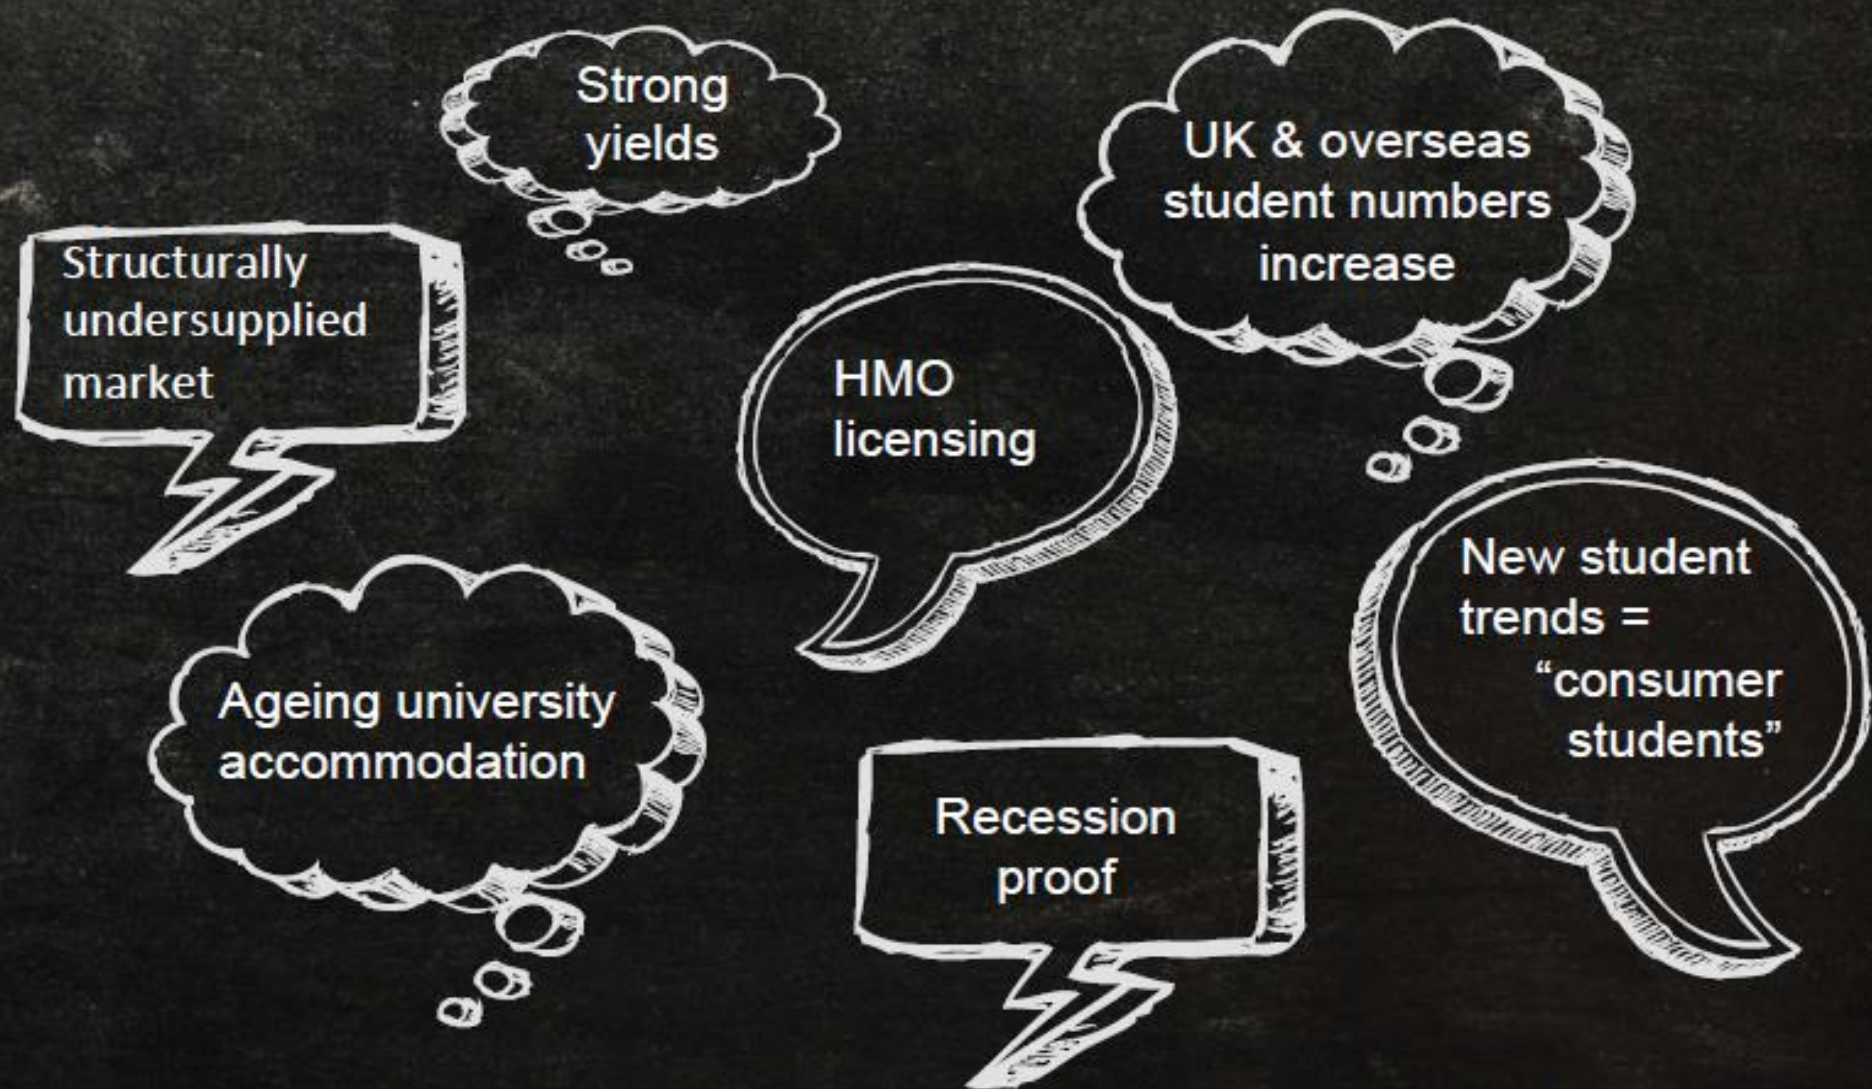 Strong
yields
UK & overseas
student numbers
increase
Structurally
undersupplied
market
HMO
licensing
New student
trends =
“consumer
students”
Ageing university
accommodation
Recession
proof